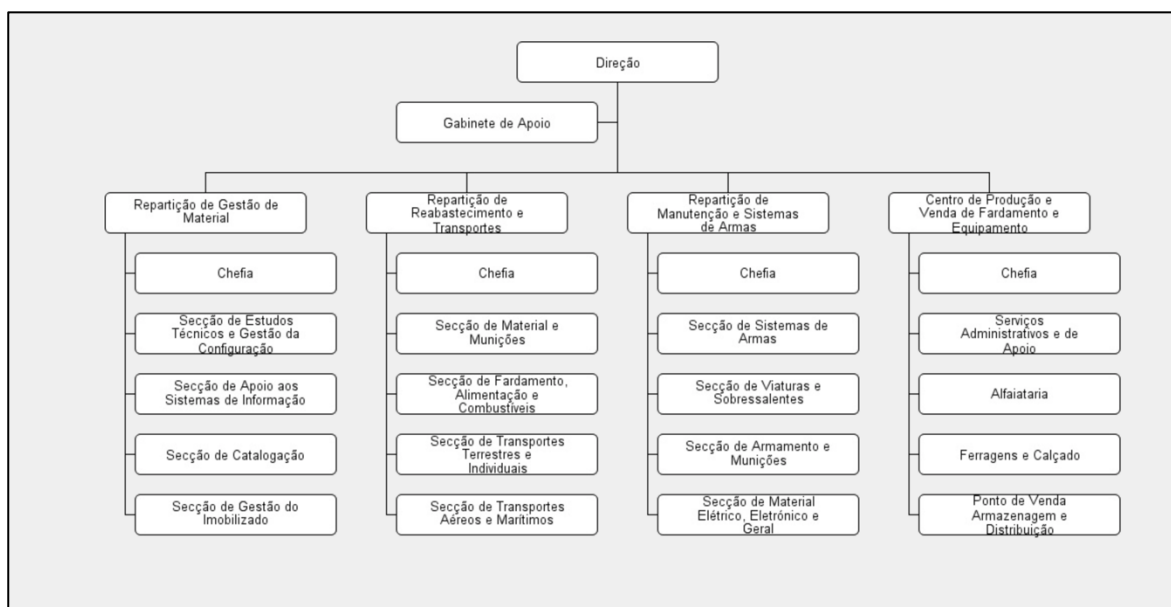 Direção
Gabinete de Apoio
Repartição de Gestão de
Material
Chefia
Secção de Estudos
Técnicos e Gestão da
Configuração
Secção de Apoio aos
Sistemas de Informação
Secção de Catalogação
Secção de Gestão do
Imobilizado
Repartição de
Reabastecimento e
Transportes
Chefia
Secção de Material e
Munições
Secção de Fardamento,
Alimentação e
Combustíveis
Secção de Transportes
Terrestres e
Individuais
Secção de Transportes
Aéreos e Marítimos
Repartição de
Manutenção e Sistemas
de Armas
Chefia
Secção de Sistemas de
Armas
Secção de Viaturas e
Sobressalentes
Secção de Armamento e
Munições
Secção de Material
Elétrico, Eletrónico e
Geral
Centro de Produção e
Venda de Fardamento e
Equipamento
Chefia
Serviços
Administrativos e de
Apoio
Alfaiataria
Ferragens e Calçado
Ponto de Venda
Armazenagem e
Distribuição